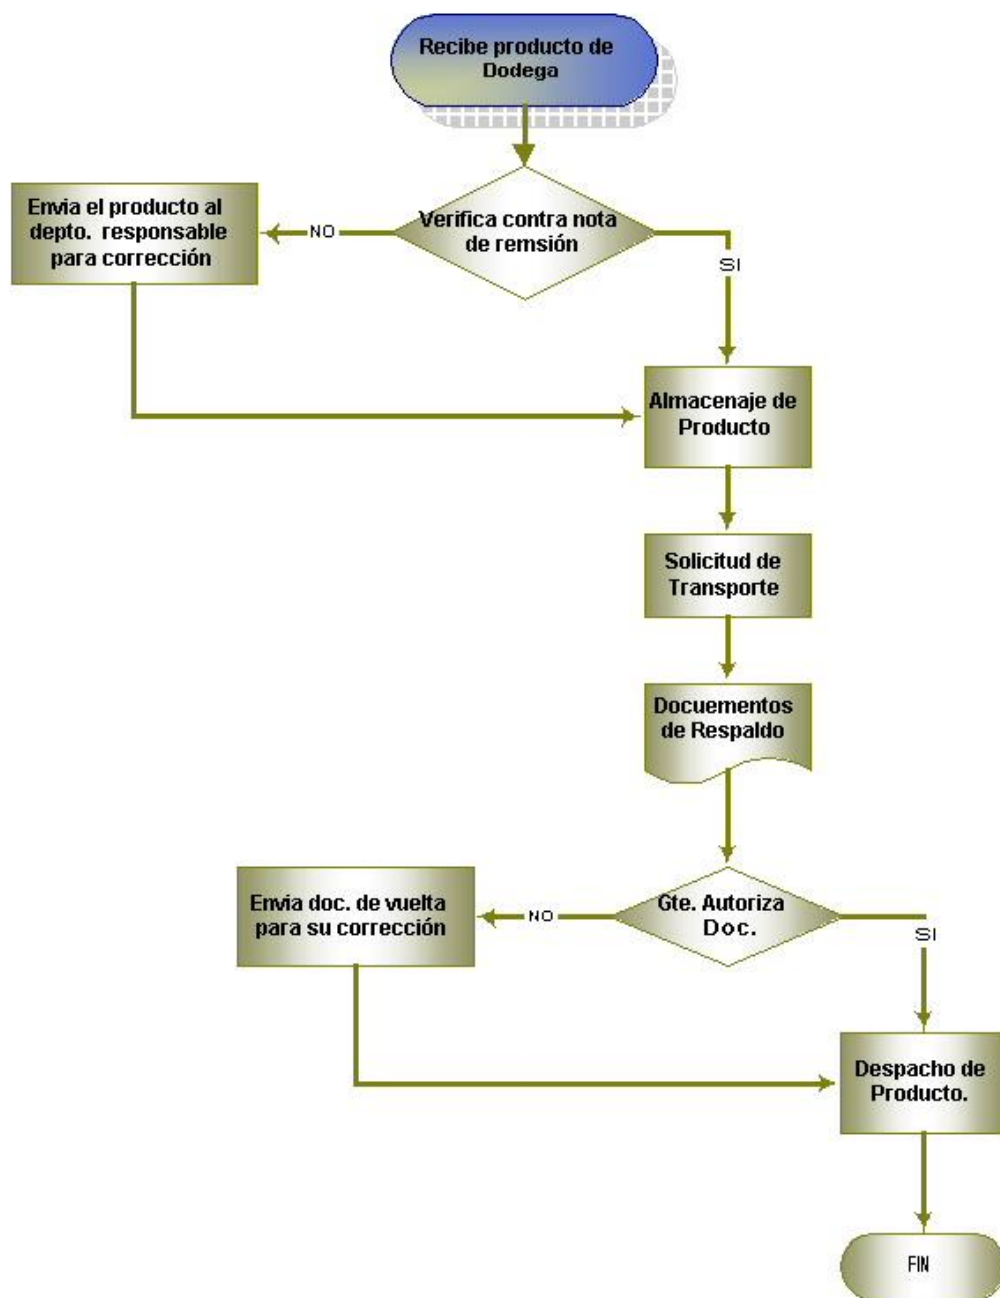 Recibe producto de
Dodega
Verifica contra nota
de remsión
NO
SI
Envia el producto al
depto. responsable
para corrección
Almacenaje de
Producto
Solicitud de
Transporte
Docuementos
de Respaldo
Gte. Autoriza
Doc.
NO
SI
Envia doc. de vuelta
para su corrección
Despacho de
Producto.
FIN